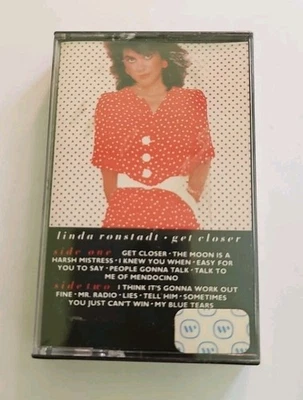 linda ronstadt · get closer
side one GET CLOSER · THE MOON IS A
HARSH MISTRESS · I KNEW YOU WHEN · EASY FOR
YOU TO SAY · PEOPLE GONNA TALK · TALK TO
ME OF MENDOCINO
side two I THINK IT'S GONNA WORK OUT
FINE · MR. RADIO · LIES · TELL HIM · SOMETIMES
YOU JUST CAN'T WIN · MY BLUE TEARS